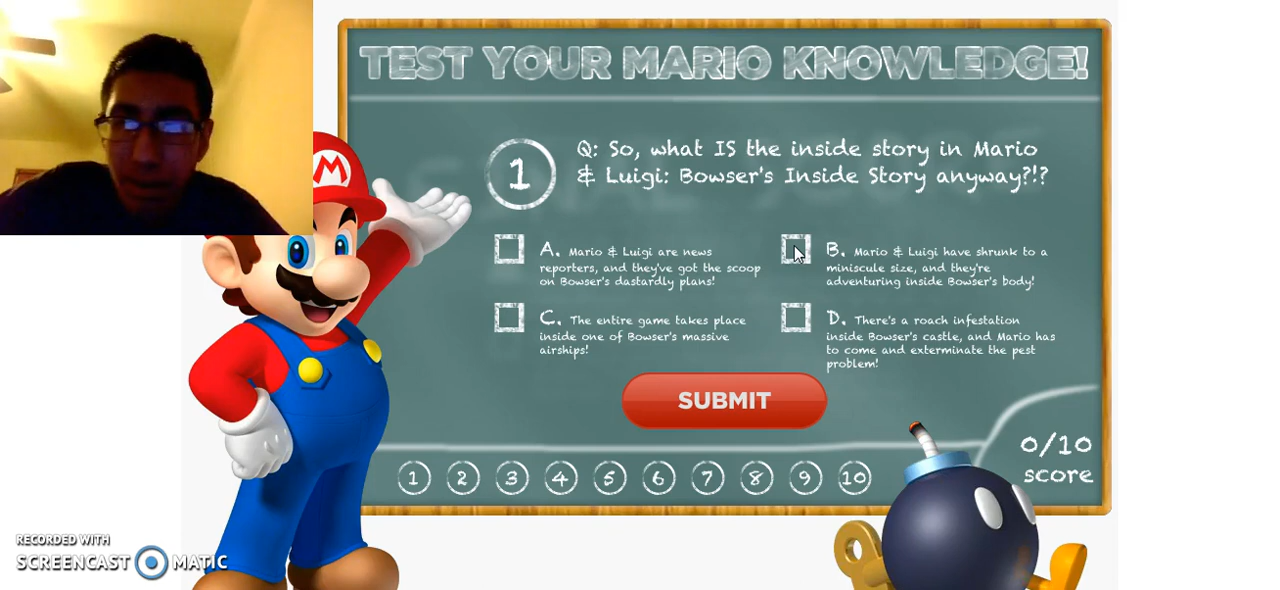 TEST YOUR MARIO KNOWLEDGE!
1
Q: So, what IS the inside story in Mario
& Luigi: Bowser's Inside Story anyway?!?
A. Mario & Luigi are news
reporters, and they've got the scoop
on Bowser's dastardly plans!
B. Mario & Luigi have shrunk to a
miniscule size, and they're
adventuring inside Bowser's body!
C. The entire game takes place
inside one of Bowser's massive
airships!
D. There's a roach infestation
inside Bowser's castle, and Mario has
to come and exterminate the pest
problem!
SUBMIT
1 2 3 4 5 6 7 8 9 10
0/10
score
M
RECORDED WITH
SCREENCAST MATIC